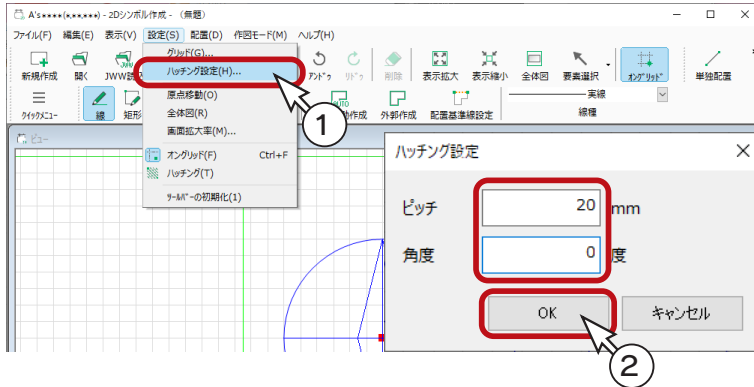 A's****(*,**,***) - 2Dシンボル作成 - （無題）
ファイル(F) 編集(E) 表示(V) 設定(S) 配置(D) 作図モード(M) ヘルプ(H)
新規作成 開く アンドゥ リドゥ 削除 表示拡大 表示縮小 全体図 要素選択 オングリッド 単独配置
クイックメニュー 線 矩形 外郭作成 配置基準線設定 線種
実線
グリッド(G)...
ハッチング設定(H)...
原点移動(O)
全体図(R)
画面拡大率(M)...
オングリッド(F) Ctrl+F
ハッチング(T)
ツールバーの初期化(1)
ビュー
1
ハッチング設定
ピッチ 20 mm
角度 0 度
OK キャンセル
2